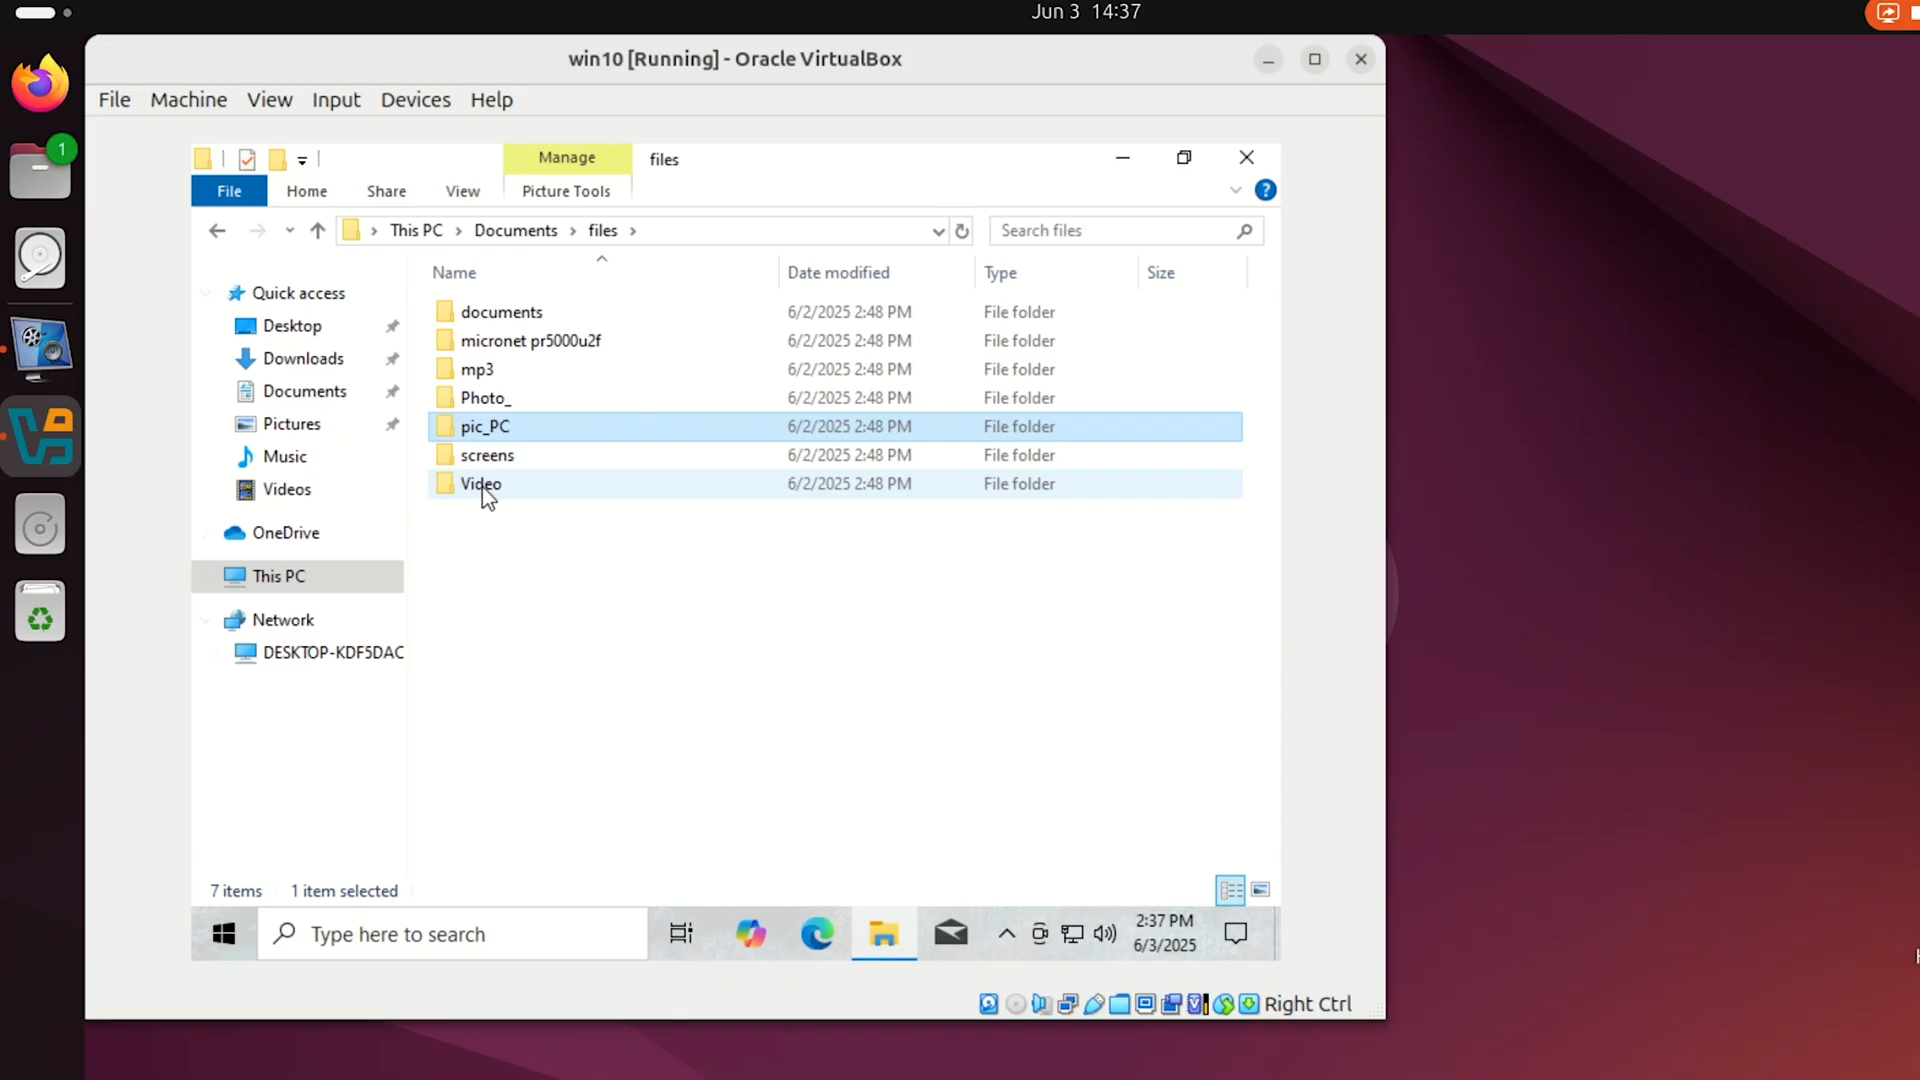 Jun 3 14:37
win10 [Running] - Oracle VirtualBox
File Machine View Input Devices Help
1
Manage files
File Home Share View Picture Tools
This PC Documents files
Search files
Name Date modified Type Size
Quick access
Desktop
Downloads
Documents
Pictures
Music
Videos
OneDrive
This PC
Network
DESKTOP-KDF5DAC
documents 6/2/2025 2:48 PM File folder
micronet pr5000u2f 6/2/2025 2:48 PM File folder
mp3 6/2/2025 2:48 PM File folder
Photo_ 6/2/2025 2:48 PM File folder
pic_PC 6/2/2025 2:48 PM File folder
screens 6/2/2025 2:48 PM File folder
Video 6/2/2025 2:48 PM File folder
7 items 1 item selected
Type here to search
2:37 PM
6/3/2025
Right Ctrl